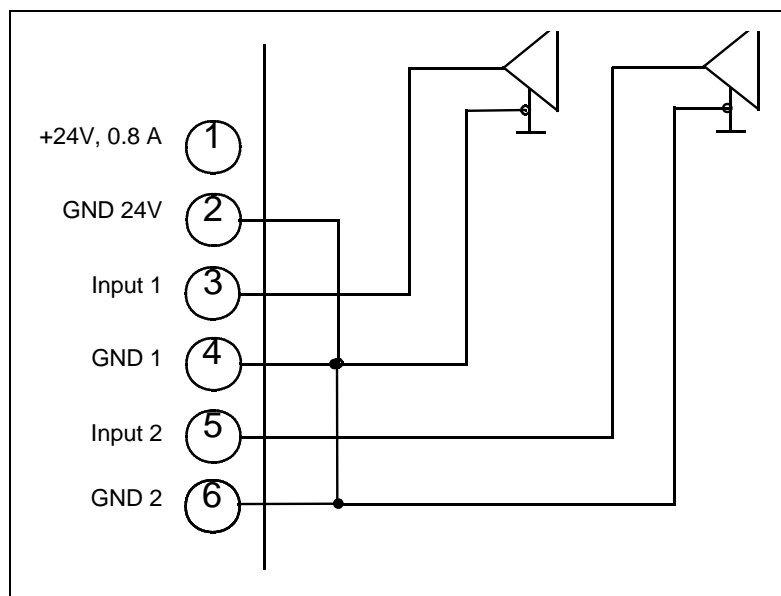 +24V, 0.8 A 1
GND 24V 2
Input 1 3
GND 1 4
Input 2 5
GND 2 6